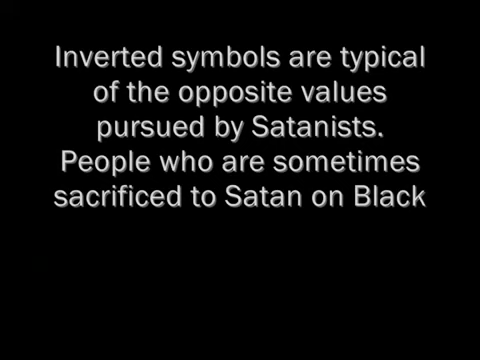 Inverted symbols are typical
of the opposite values
pursued by Satanists.
People who are sometimes
sacrificed to Satan on Black